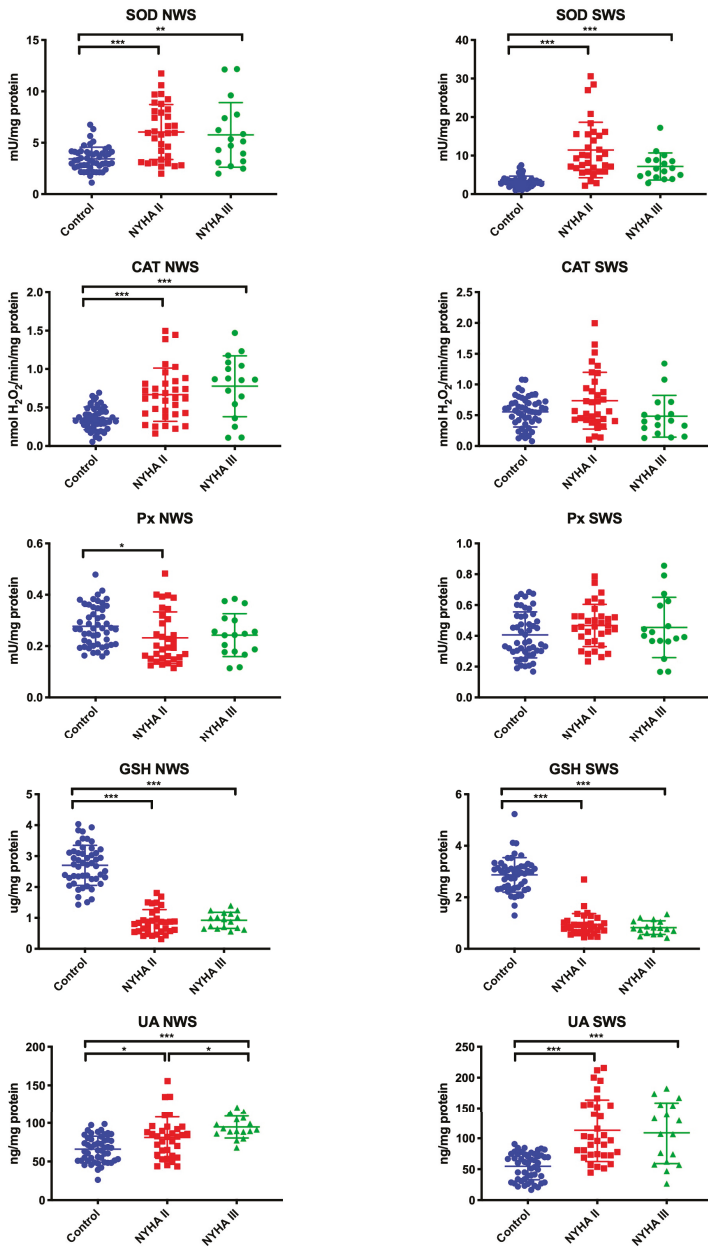 SOD NWS
**
***
15
10
5
0
mU/mg protein
Control
NYHA II
NYHA III
SOD SWS
***
***
40
30
20
10
0
mU/mg protein
Control
NYHA II
NYHA III
CAT NWS
***
***
2.0
1.5
1.0
0.5
0.0
nmol H₂O₂/min/mg protein
Control
NYHA II
NYHA III
CAT SWS
2.5
2.0
1.5
1.0
0.5
0.0
nmol H₂O₂/min/mg protein
Control
NYHA II
NYHA III
Px NWS
*
0.6
0.4
0.2
0.0
mU/mg protein
Control
NYHA II
NYHA III
Px SWS
1.0
0.8
0.6
0.4
0.2
0.0
mU/mg protein
Control
NYHA II
NYHA III
GSH NWS
***
***
5
4
3
2
1
0
ug/mg protein
Control
NYHA II
NYHA III
GSH SWS
***
***
6
4
2
0
ug/mg protein
Control
NYHA II
NYHA III
UA NWS
***
*
*
200
150
100
50
0
ng/mg protein
Control
NYHA II
NYHA III
UA SWS
***
***
250
200
150
100
50
0
ng/mg protein
Control
NYHA II
NYHA III